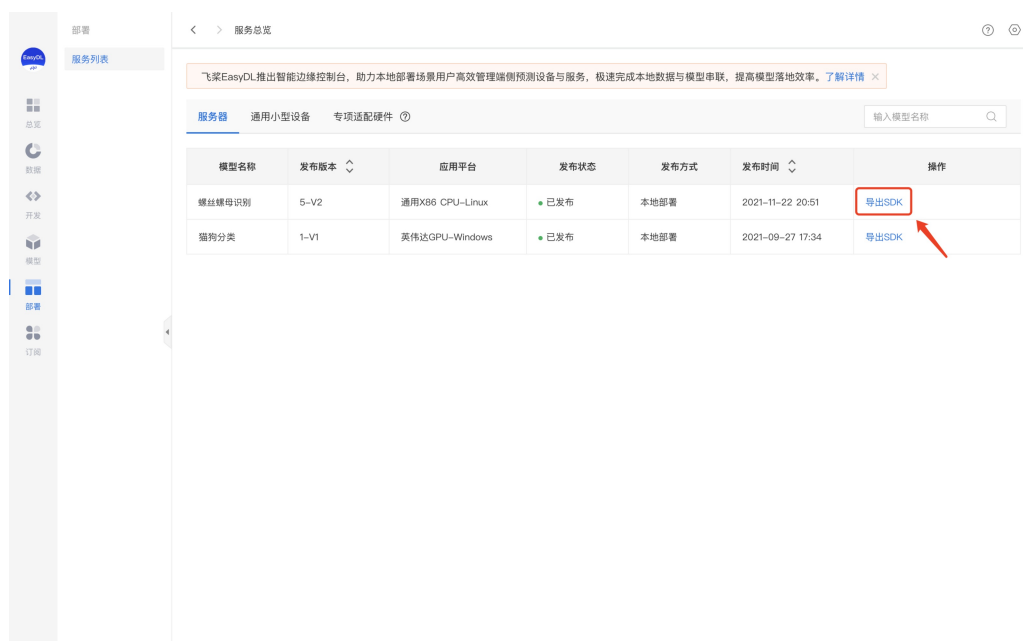 部署
服务总览
EasyDL
服务列表
飞桨EasyDL推出智能边缘控制台，助力本地部署场景用户高效管理端侧预测设备与服务，极速完成本地数据与模型串联，提高模型落地效率。了解详情
服务器 通用小型设备 专项适配硬件
输入模型名称
总览
数据
开发
模型
部署
订阅
模型名称 发布版本 应用平台 发布状态 发布方式 发布时间 操作
螺丝螺母识别 5-V2 通用X86 CPU-Linux 已发布 本地部署 2021-11-22 20:51 导出SDK
猫狗分类 1-V1 英伟达GPU-Windows 已发布 本地部署 2021-09-27 17:34 导出SDK